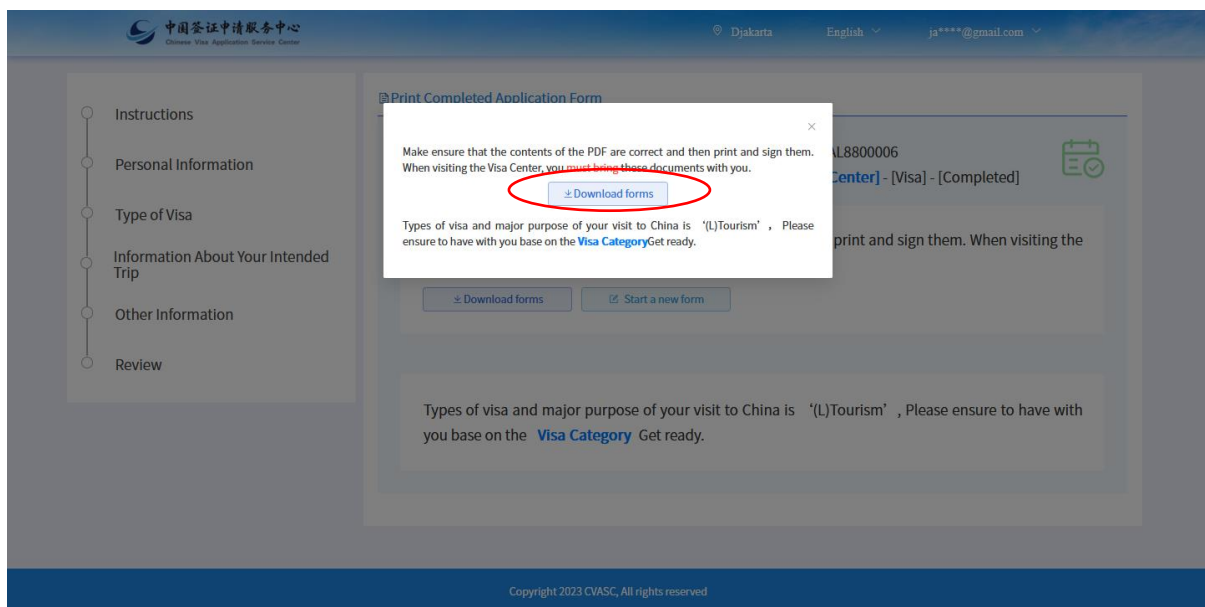 中国签证申请服务中心
Chinese Visa Application Service Center
Djakarta
English
ja****@gmail.com
Instructions
Personal Information
Type of Visa
Information About Your Intended
Trip
Other Information
Review
Print Completed Application Form
Make ensure that the contents of the PDF are correct and then print and sign them.
When visiting the Visa Center, you must bring these documents with you.
Download forms
Types of visa and major purpose of your visit to China is ‘(L)Tourism’, Please
ensure to have with you base on the Visa CategoryGet ready.
L8800006
Center] - [Visa] - [Completed]
print and sign them. When visiting the
Download forms
Start a new form
Types of visa and major purpose of your visit to China is ‘(L)Tourism’, Please ensure to have with
you base on the Visa Category Get ready.
Copyright 2023 CVASC, All rights reserved